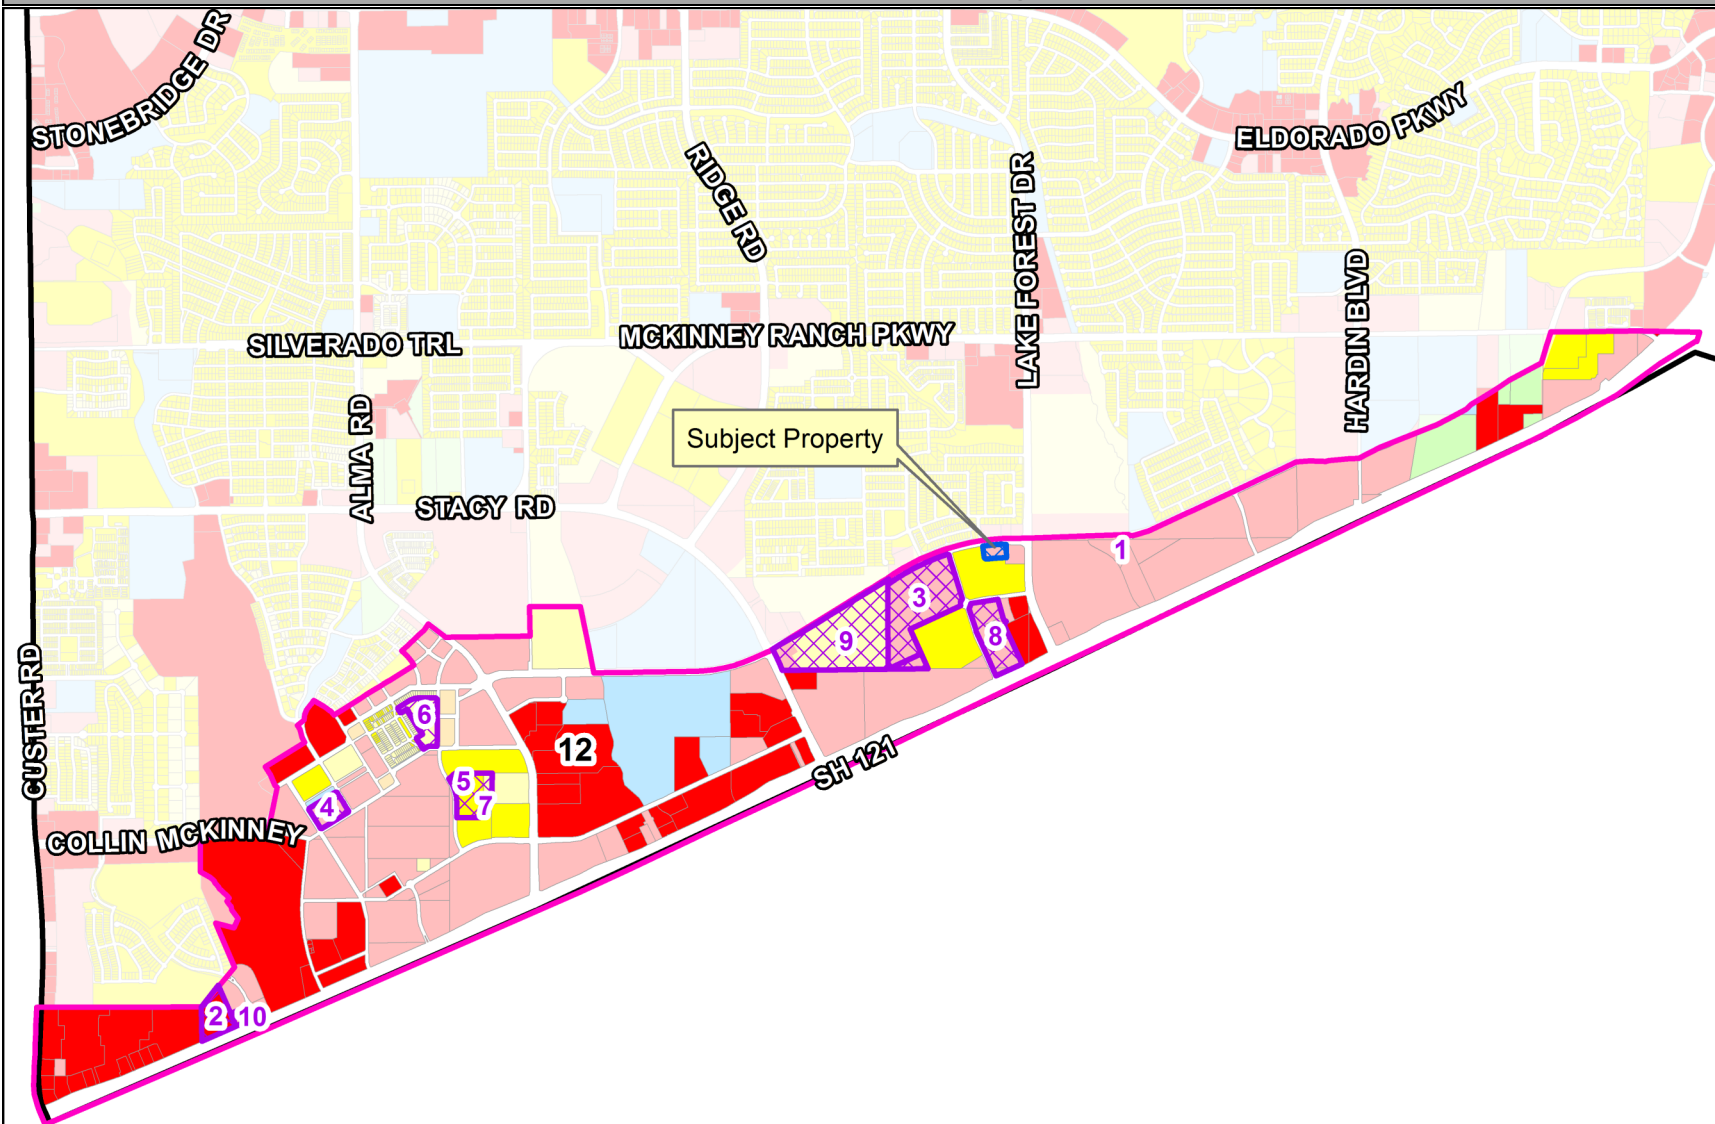 STONEBRIDGE DR
ELDORADO PKWY
RIDGE RD
LAKE FOREST DR
HARDIN BLVD
SILVERADO TRL
MCKINNEY RANCH PKWY
ALMA RD
Subject Property
STACY RD
1
3
9
8
CUSTER RD
6
12
SH 121
5
7
4
COLLIN MCKINNEY
2
10